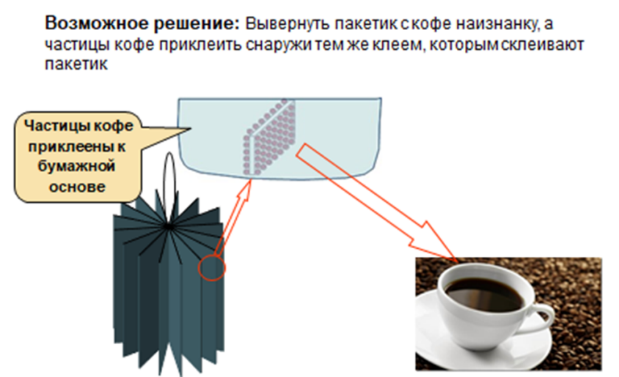 Возможное решение: Вывернуть пакетик с кофе наизнанку, а
частицы кофе приклеить снаружи тем же клеем, которым склеивают
пакетик
Частицы кофе
приклеены к
бумажной
основе